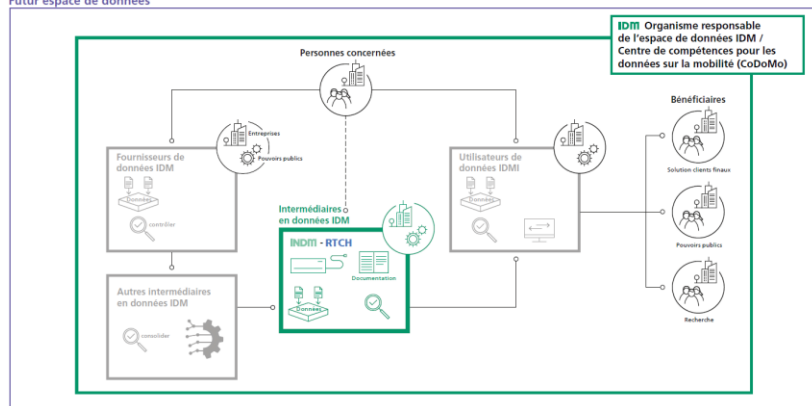 Futur espace de données
IDM Organisme responsable
de l'espace de données IDM /
Centre de compétences pour les
données sur la mobilité (CoDoMo)
Personnes concernées
Bénéficiaires
Entreprises
Pouvoirs publics
Fournisseurs de
données IDM
Données
contrôler
Utilisateurs de
données IDMI
Données
Solution clients finaux
Intermédiaires
en données IDM
INDM - RTCH
Documentation
Données
Pouvoirs publics
Autres intermédiaires
en données IDM
consolider
Recherche